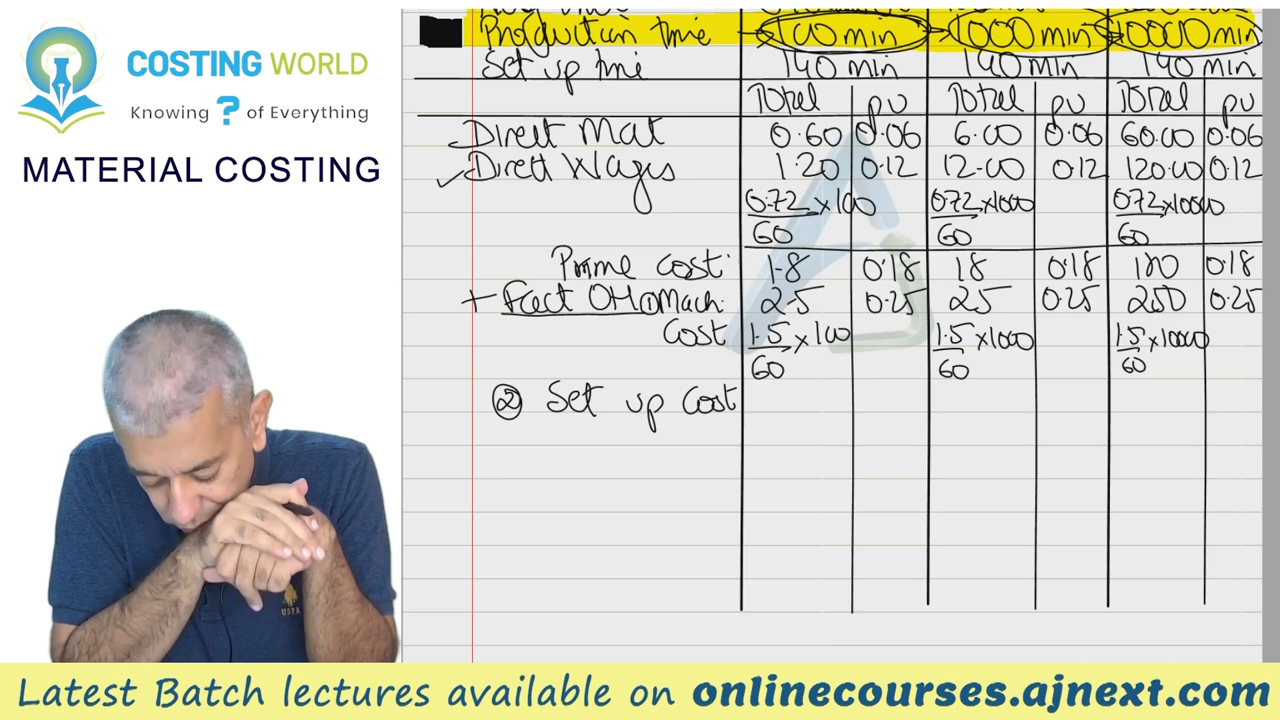 COSTING WORLD
Knowing ? of Everything
MATERIAL COSTING
Production time → 100 min → 1000 min → 10000 min
Set up time 140 min 140 min 140 min
Total pu Total pu Total pu
Direct Mat 0.60 0.06 6.00 0.06 60.00 0.06
Direct Wages 1.20 0.12 12.00 0.12 120.00 0.12
0.72 × 100 0.72 × 1000 0.72 × 10000
60 60 60
Prime cost: 1.8 0.18 18 0.18 180 0.18
+ Fact OH ① Mach. 2.5 0.25 25 0.25 250 0.25
Cost 1.5 × 100 1.5 × 1000 1.5 × 10000
60 60 60
② Set up Cost
USPA
Latest Batch lectures available on onlinecourses.ajnext.com